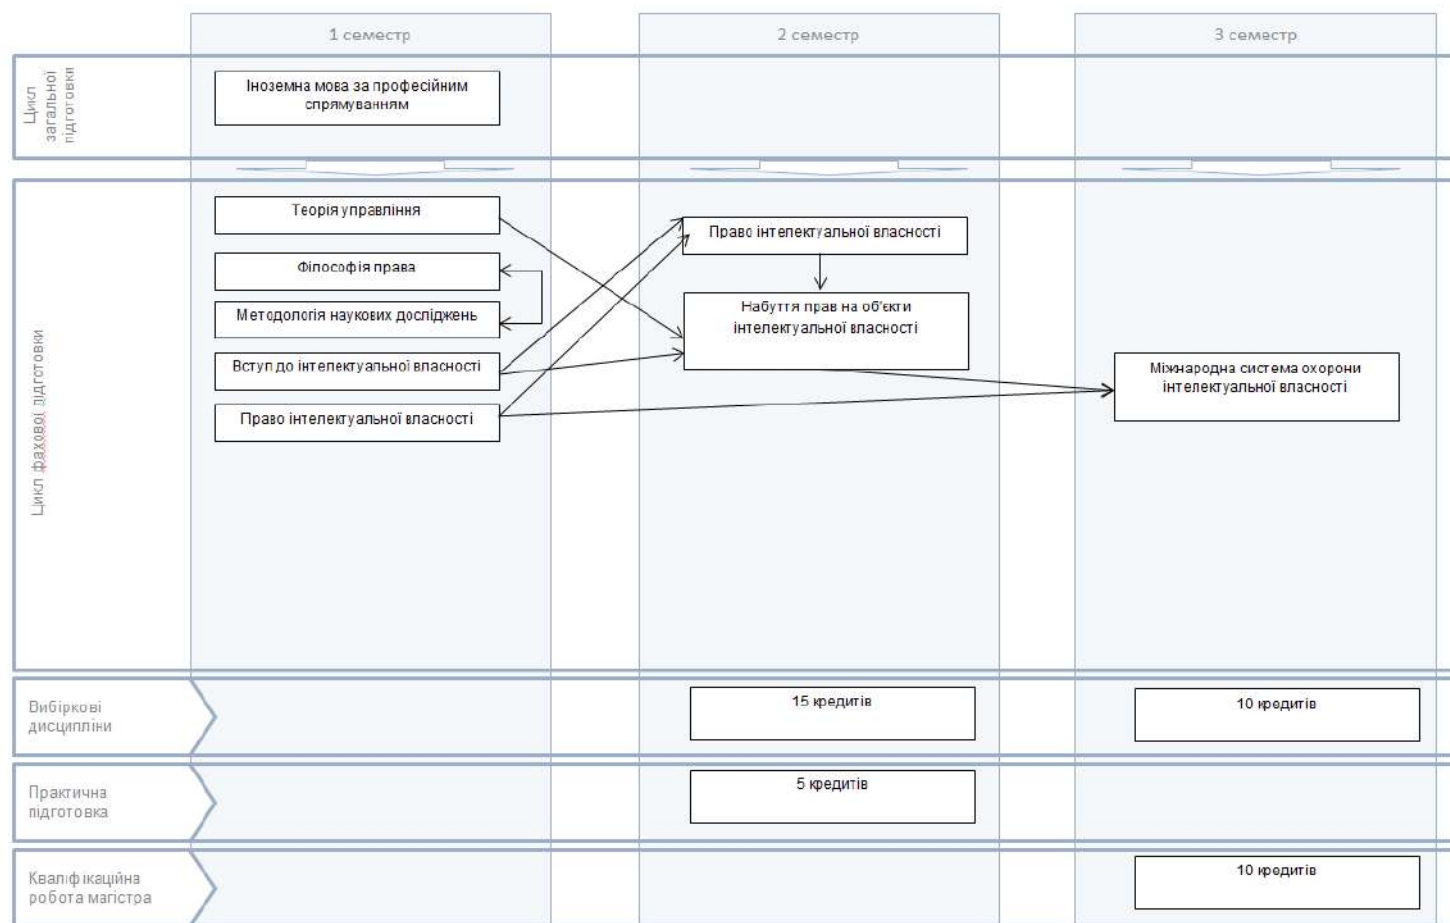 1 семестр
2 семестр
3 семестр
Цикл
загальної
підготовки
Іноземна мова за професійним
спрямуванням
Цикл фахової підготовки
Теорія управління
Філософія права
Методологія наукових досліджень
Вступ до інтелектуальної власності
Право інтелектуальної власності
Право інтелектуальної власності
Набуття прав на об'єкти
інтелектуальної власності
Міжнародна система охорони
інтелектуальної власності
Вибіркові
дисципліни
15 кредитів
10 кредитів
Практична
підготовка
5 кредитів
Кваліфікаційна
робота магістра
10 кредитів